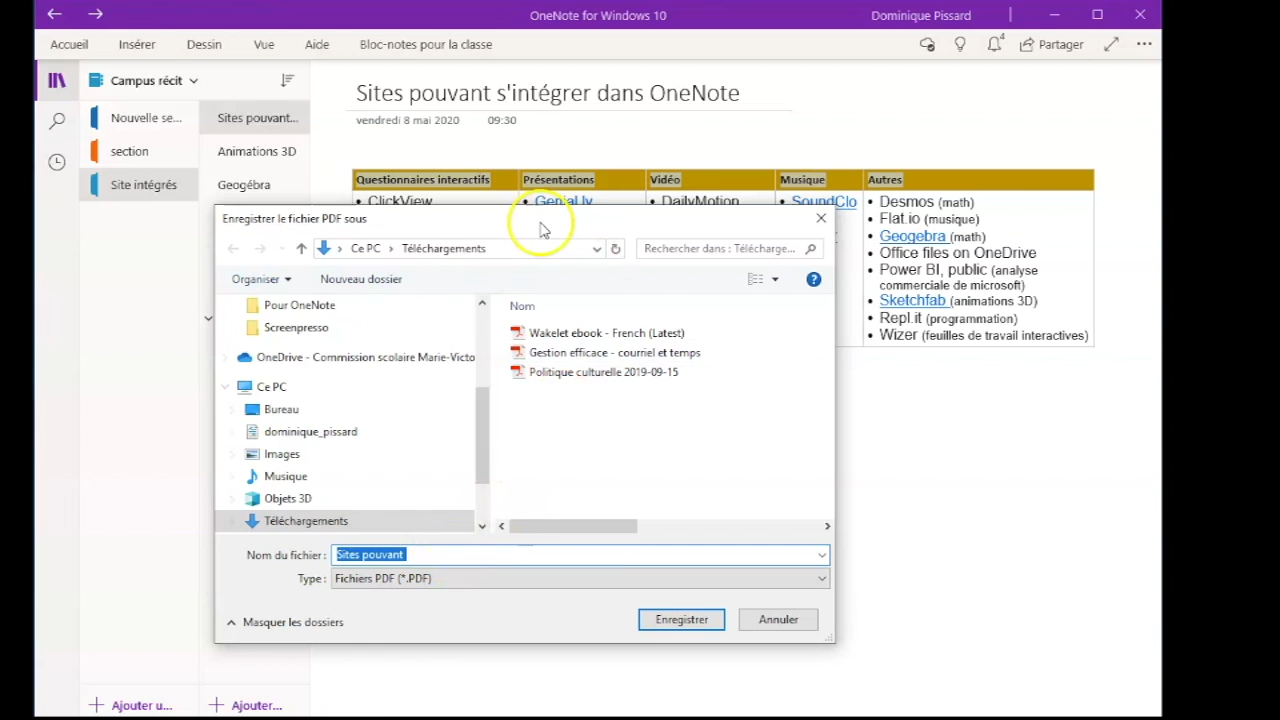 OneNote for Windows 10
Dominique Pissard
Accueil
Insérer
Dessin
Vue
Aide
Bloc-notes pour la classe
4
Partager
Campus récit
Nouvelle se...
section
Site intégrés
Sites pouvant...
Animations 3D
Geogébra
Sites pouvant s'intégrer dans OneNote
vendredi 8 mai 2020 09:30
Questionnaires interactifs
Présentations
Vidéo
Musique
Autres
• ClickView
• Genial.ly
• DailyMotion
• SoundClo
• Desmos (math)
• Flat.io (musique)
• Geogebra (math)
• Office files on OneDrive
• Power BI, public (analyse
commerciale de microsoft)
• Sketchfab (animations 3D)
• Repl.it (programmation)
• Wizer (feuilles de travail interactives)
Enregistrer le fichier PDF sous
Ce PC
Téléchargements
Rechercher dans : Télécharge...
Organiser
Nouveau dossier
?
Pour OneNote
Screenpresso
OneDrive - Commission scolaire Marie-Victo
Ce PC
Bureau
dominique_pissard
Images
Musique
Objets 3D
Téléchargements
Nom
Wakelet ebook - French (Latest)
Gestion efficace - courriel et temps
Politique culturelle 2019-09-15
Nom du fichier : Sites pouvant
Type : Fichiers PDF (*.PDF)
Masquer les dossiers
Enregistrer
Annuler
Ajouter u...
Ajouter...